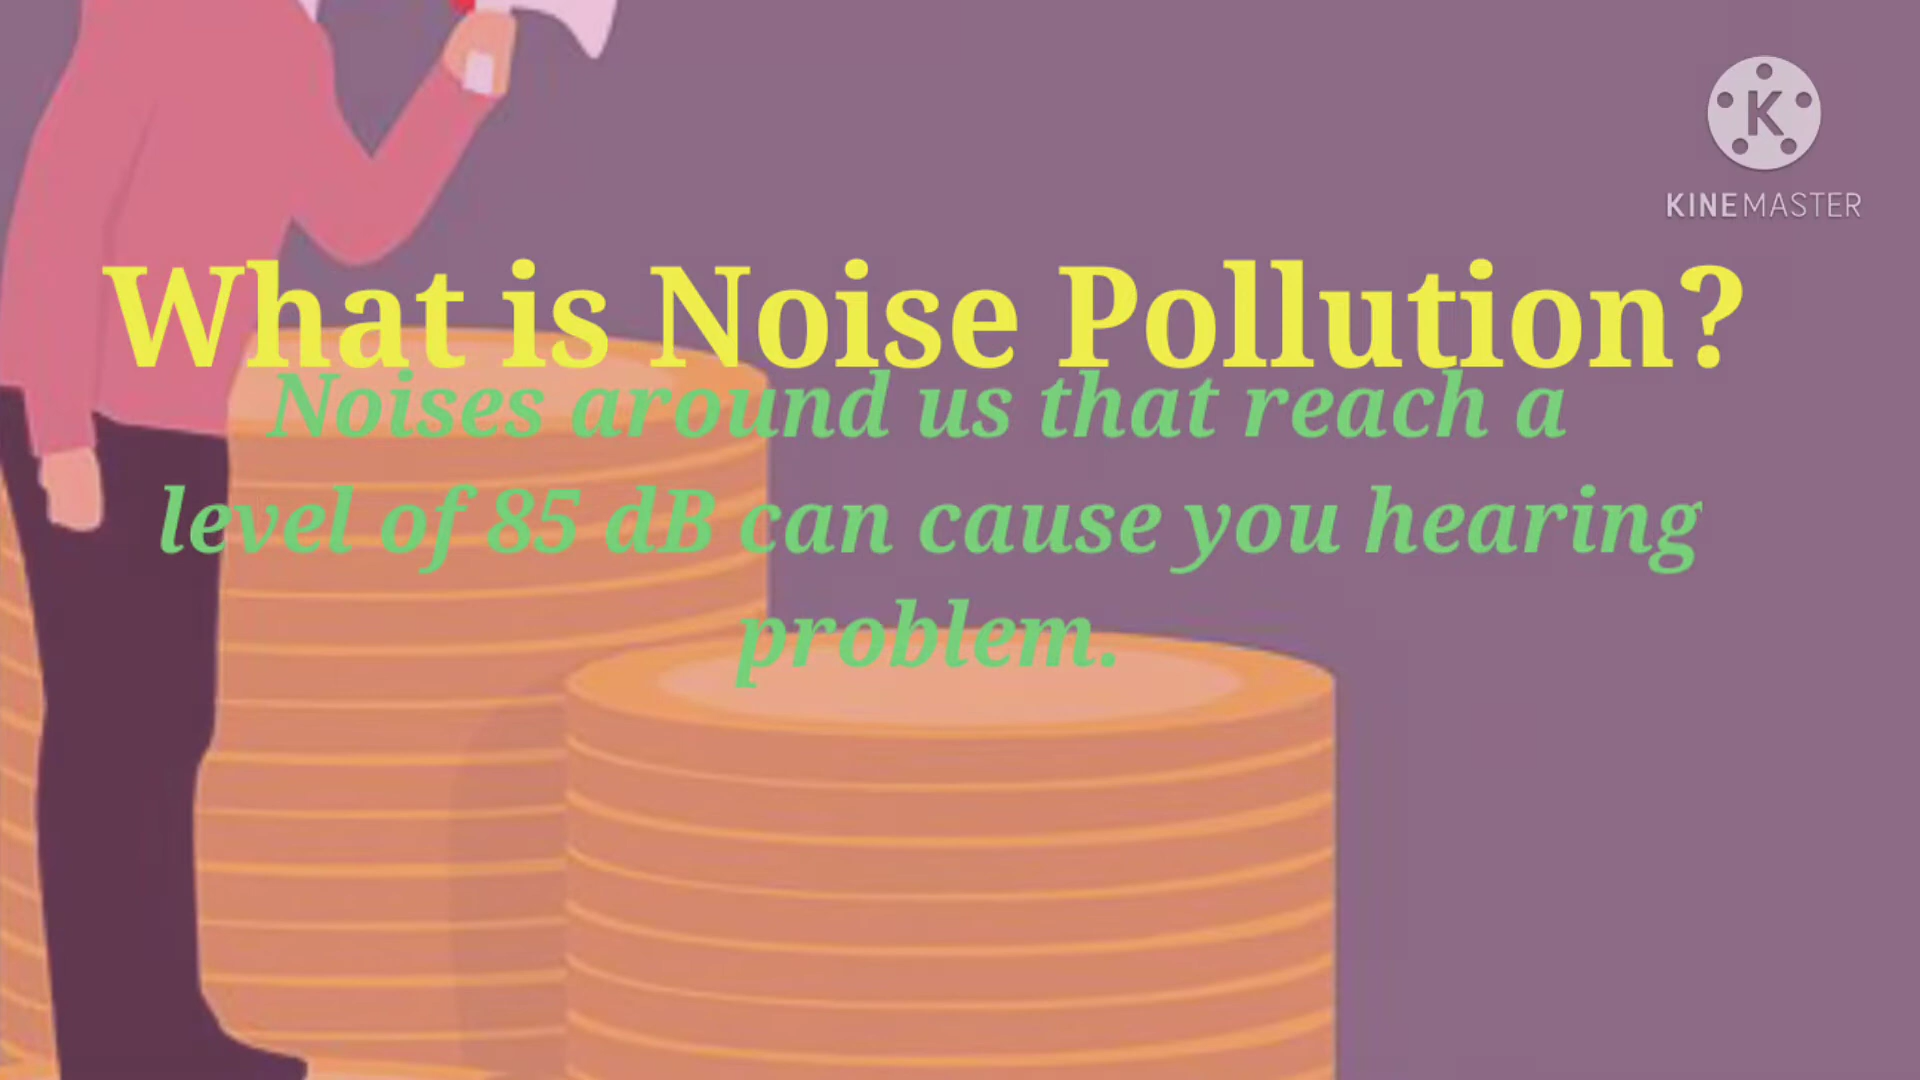 K
KINEMASTER
What is Noise Pollution?
Noises around us that reach a
level of 85 dB can cause you hearing
problem.